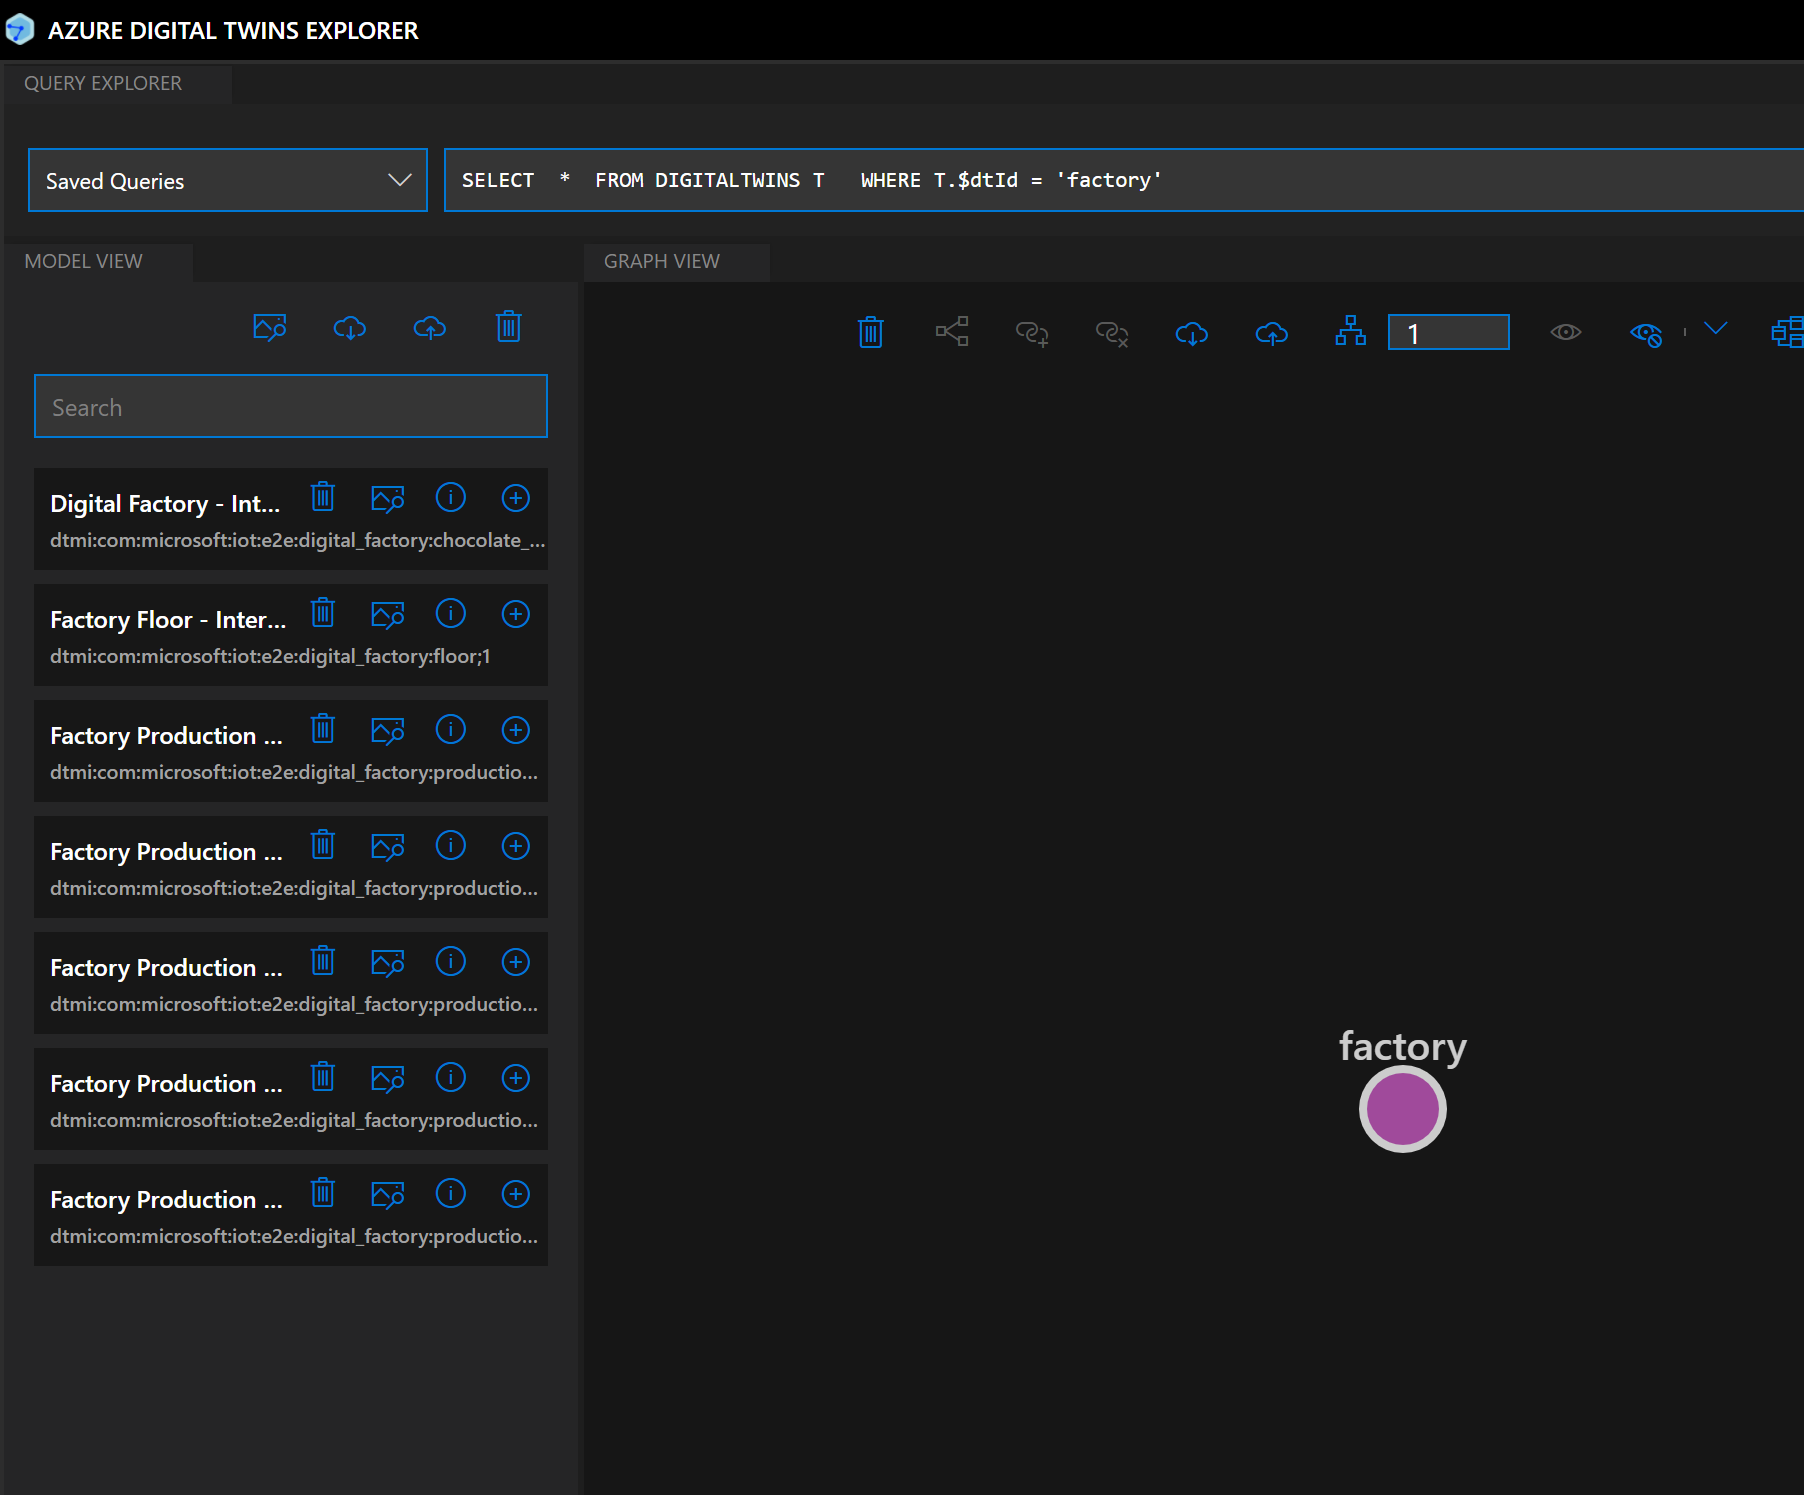 AZURE DIGITAL TWINS EXPLORER
QUERY EXPLORER
Saved Queries
SELECT * FROM DIGITALTWINS T WHERE T.$dtId = 'factory'
MODEL VIEW
GRAPH VIEW
1
Search
Digital Factory - Int...
dtmi:com:microsoft:iot:e2e:digital_factory:chocolate_...
Factory Floor - Inter...
dtmi:com:microsoft:iot:e2e:digital_factory:floor;1
Factory Production ...
dtmi:com:microsoft:iot:e2e:digital_factory:productio...
Factory Production ...
dtmi:com:microsoft:iot:e2e:digital_factory:productio...
Factory Production ...
dtmi:com:microsoft:iot:e2e:digital_factory:productio...
Factory Production ...
dtmi:com:microsoft:iot:e2e:digital_factory:productio...
Factory Production ...
dtmi:com:microsoft:iot:e2e:digital_factory:productio...
factory